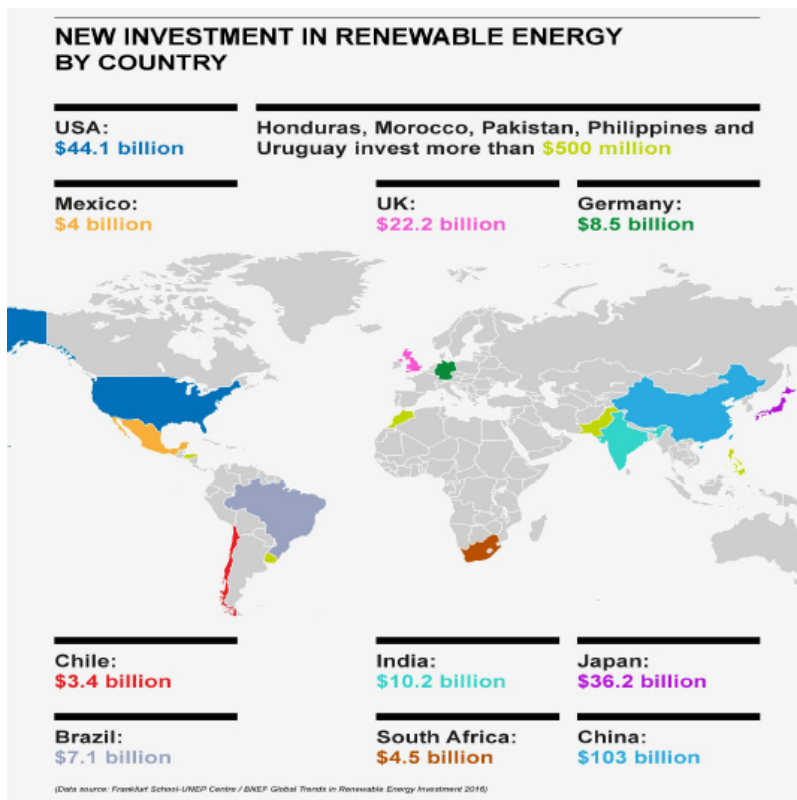 NEW INVESTMENT IN RENEWABLE ENERGY
BY COUNTRY
USA:
$44.1 billion
Honduras, Morocco, Pakistan, Philippines and
Uruguay invest more than $500 million
Mexico:
$4 billion
UK:
$22.2 billion
Germany:
$8.5 billion
Chile:
$3.4 billion
India:
$10.2 billion
Japan:
$36.2 billion
Brazil:
$7.1 billion
South Africa:
$4.5 billion
China:
$103 billion
(Data source: Frankfurt School-UNEP Centre / BNEF Global Trends in Renewable Energy Investment 2016)